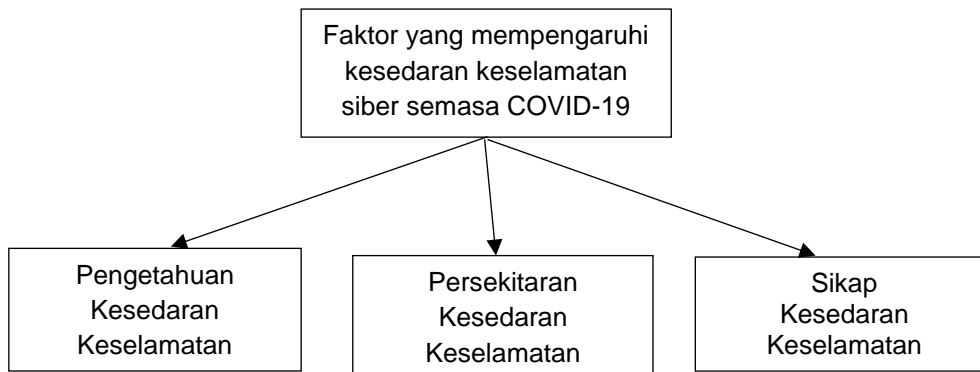 Faktor yang mempengaruhi
kesedaran keselamatan
siber semasa COVID-19
Pengetahuan
Kesedaran
Keselamatan
Persekitaran
Kesedaran
Keselamatan
Sikap
Kesedaran
Keselamatan